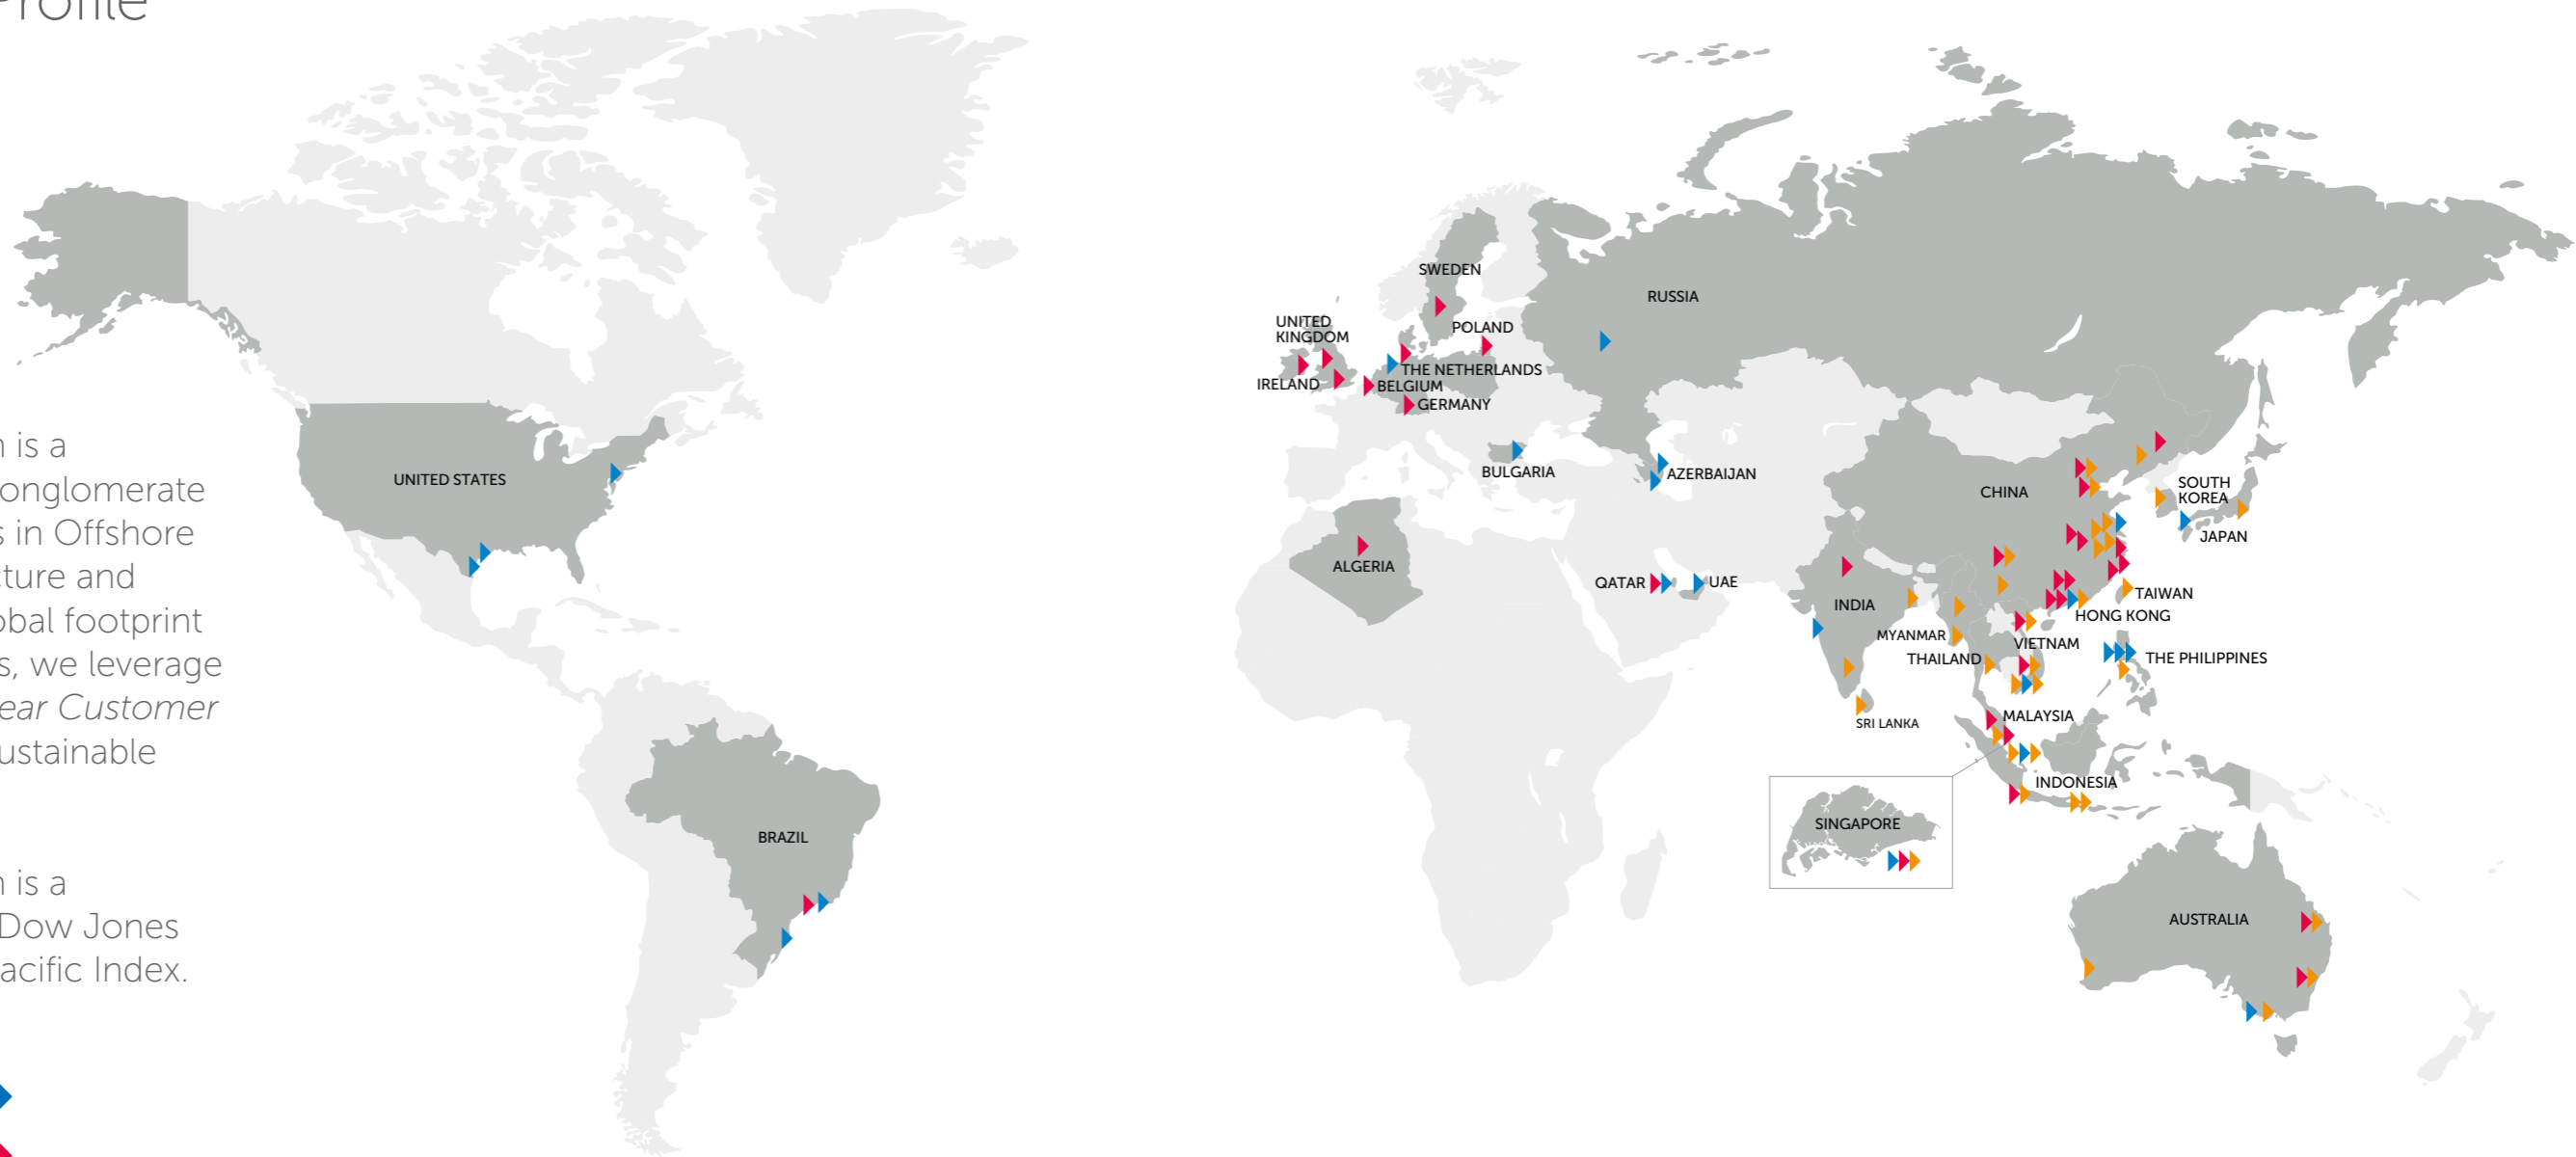 Profile
is a
onglomerate
s in Offshore
cture and
obal footprint
s, we leverage
ear Customer
ustainable
is a
Dow Jones
acific Index.
UNITED STATES
BRAZIL
SWEDEN
RUSSIA
UNITED
KINGDOM
POLAND
THE NETHERLANDS
IRELAND
BELGIUM
GERMANY
BULGARIA
AZERBAIJAN
ALGERIA
QATAR
UAE
CHINA
SOUTH
KOREA
JAPAN
INDIA
TAIWAN
HONG KONG
MYANMAR
VIETNAM
THAILAND
THE PHILIPPINES
SRI LANKA
MALAYSIA
INDONESIA
SINGAPORE
AUSTRALIA